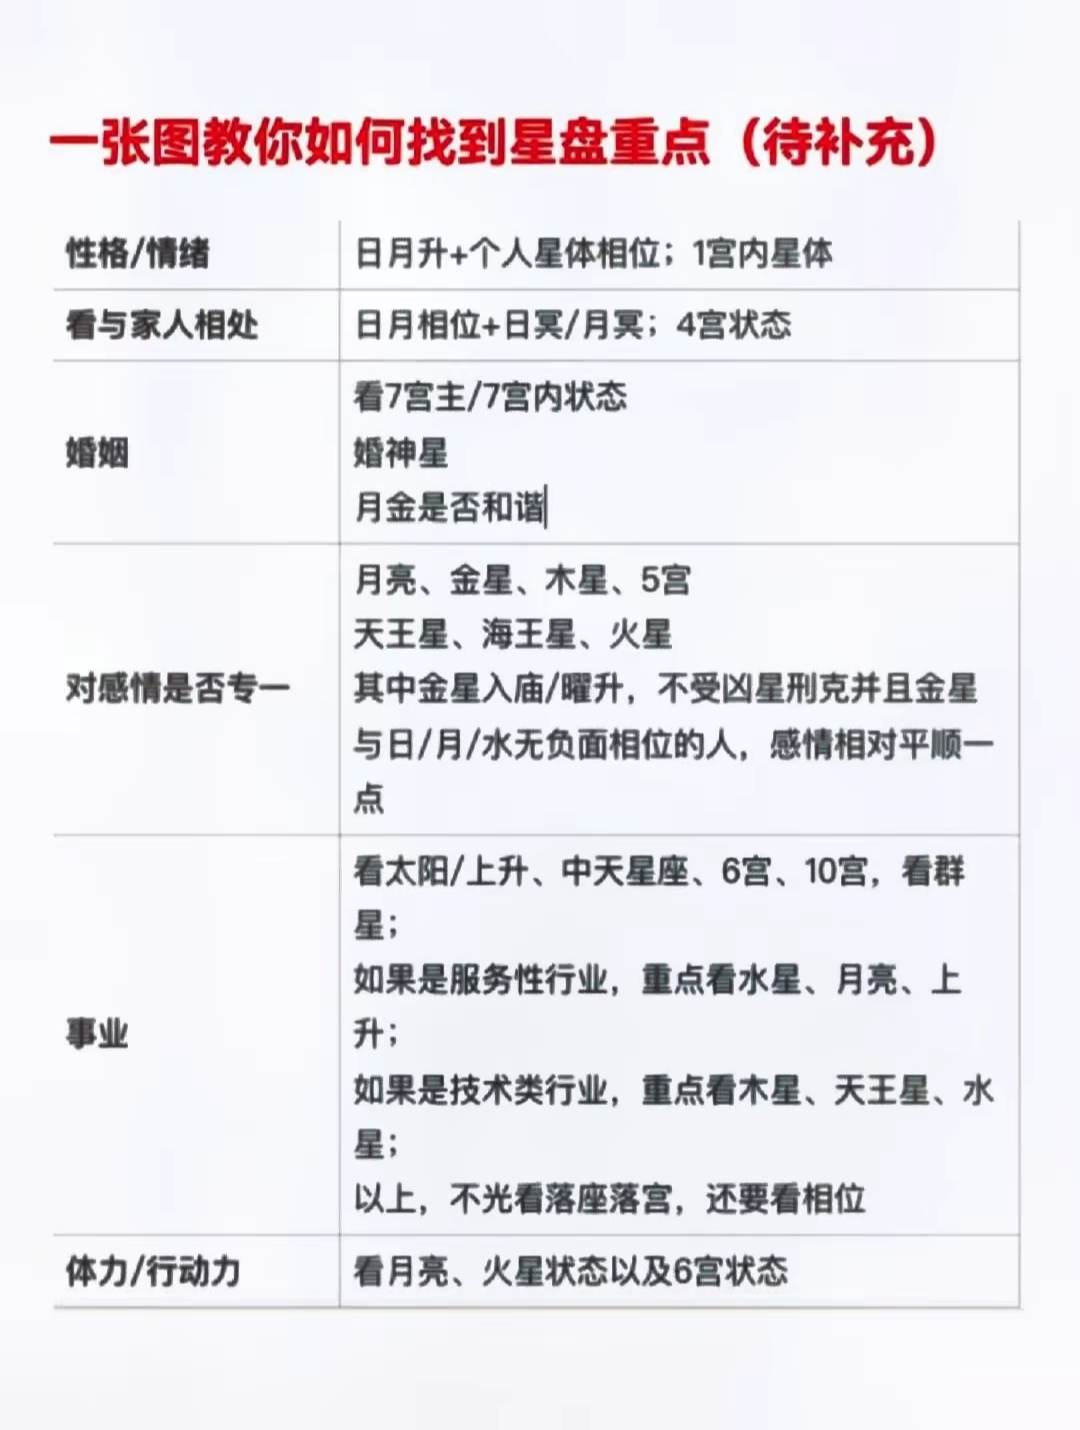 一张图教你如何找到星盘重点（待补充）
性格/情绪
日月升+个人星体相位；1宫内星体
看与家人相处
日月相位+日冥/月冥；4宫状态
婚姻
看7宫主/7宫内状态
婚神星
月金是否和谐
对感情是否专一
月亮、金星、木星、5宫
天王星、海王星、火星
其中金星入庙/曜升，不受凶星刑克并且金星
与日/月/水无负面相位的人，感情相对平顺一
点
事业
看太阳/上升、中天星座、6宫、10宫，看群
星；
如果是服务性行业，重点看水星、月亮、上
升；
如果是技术类行业，重点看木星、天王星、水
星；
以上，不光看落座落宫，还要看相位
体力/行动力
看月亮、火星状态以及6宫状态